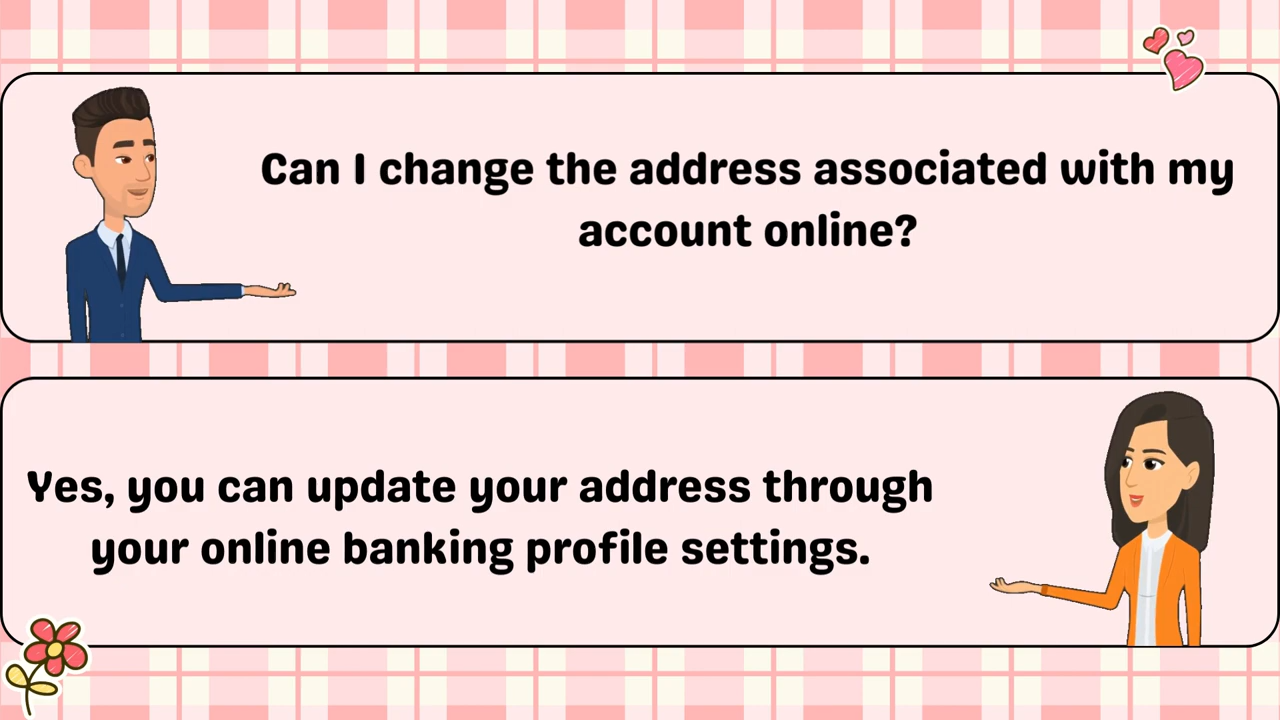 Can I change the address associated with my
account online?
Yes, you can update your address through
your online banking profile settings.